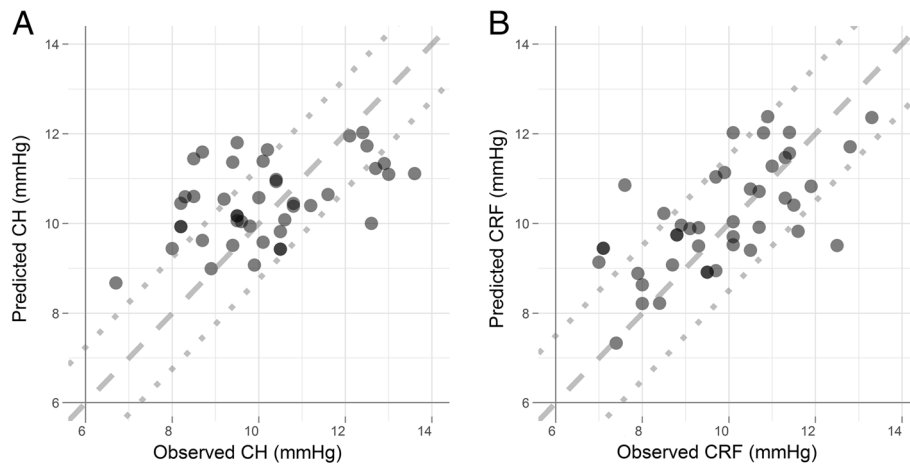 A
B
14
12
10
8
6
Predicted CH (mmHg)
6 8 10 12 14
Observed CH (mmHg)
14
12
10
8
6
Predicted CRF (mmHg)
6 8 10 12 14
Observed CRF (mmHg)